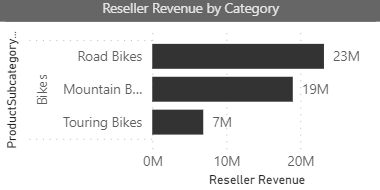 Reseller Revenue by Category
ProductSubcategory...
Bikes
Road Bikes 23M
Mountain B... 19M
Touring Bikes 7M
0M 10M 20M
Reseller Revenue